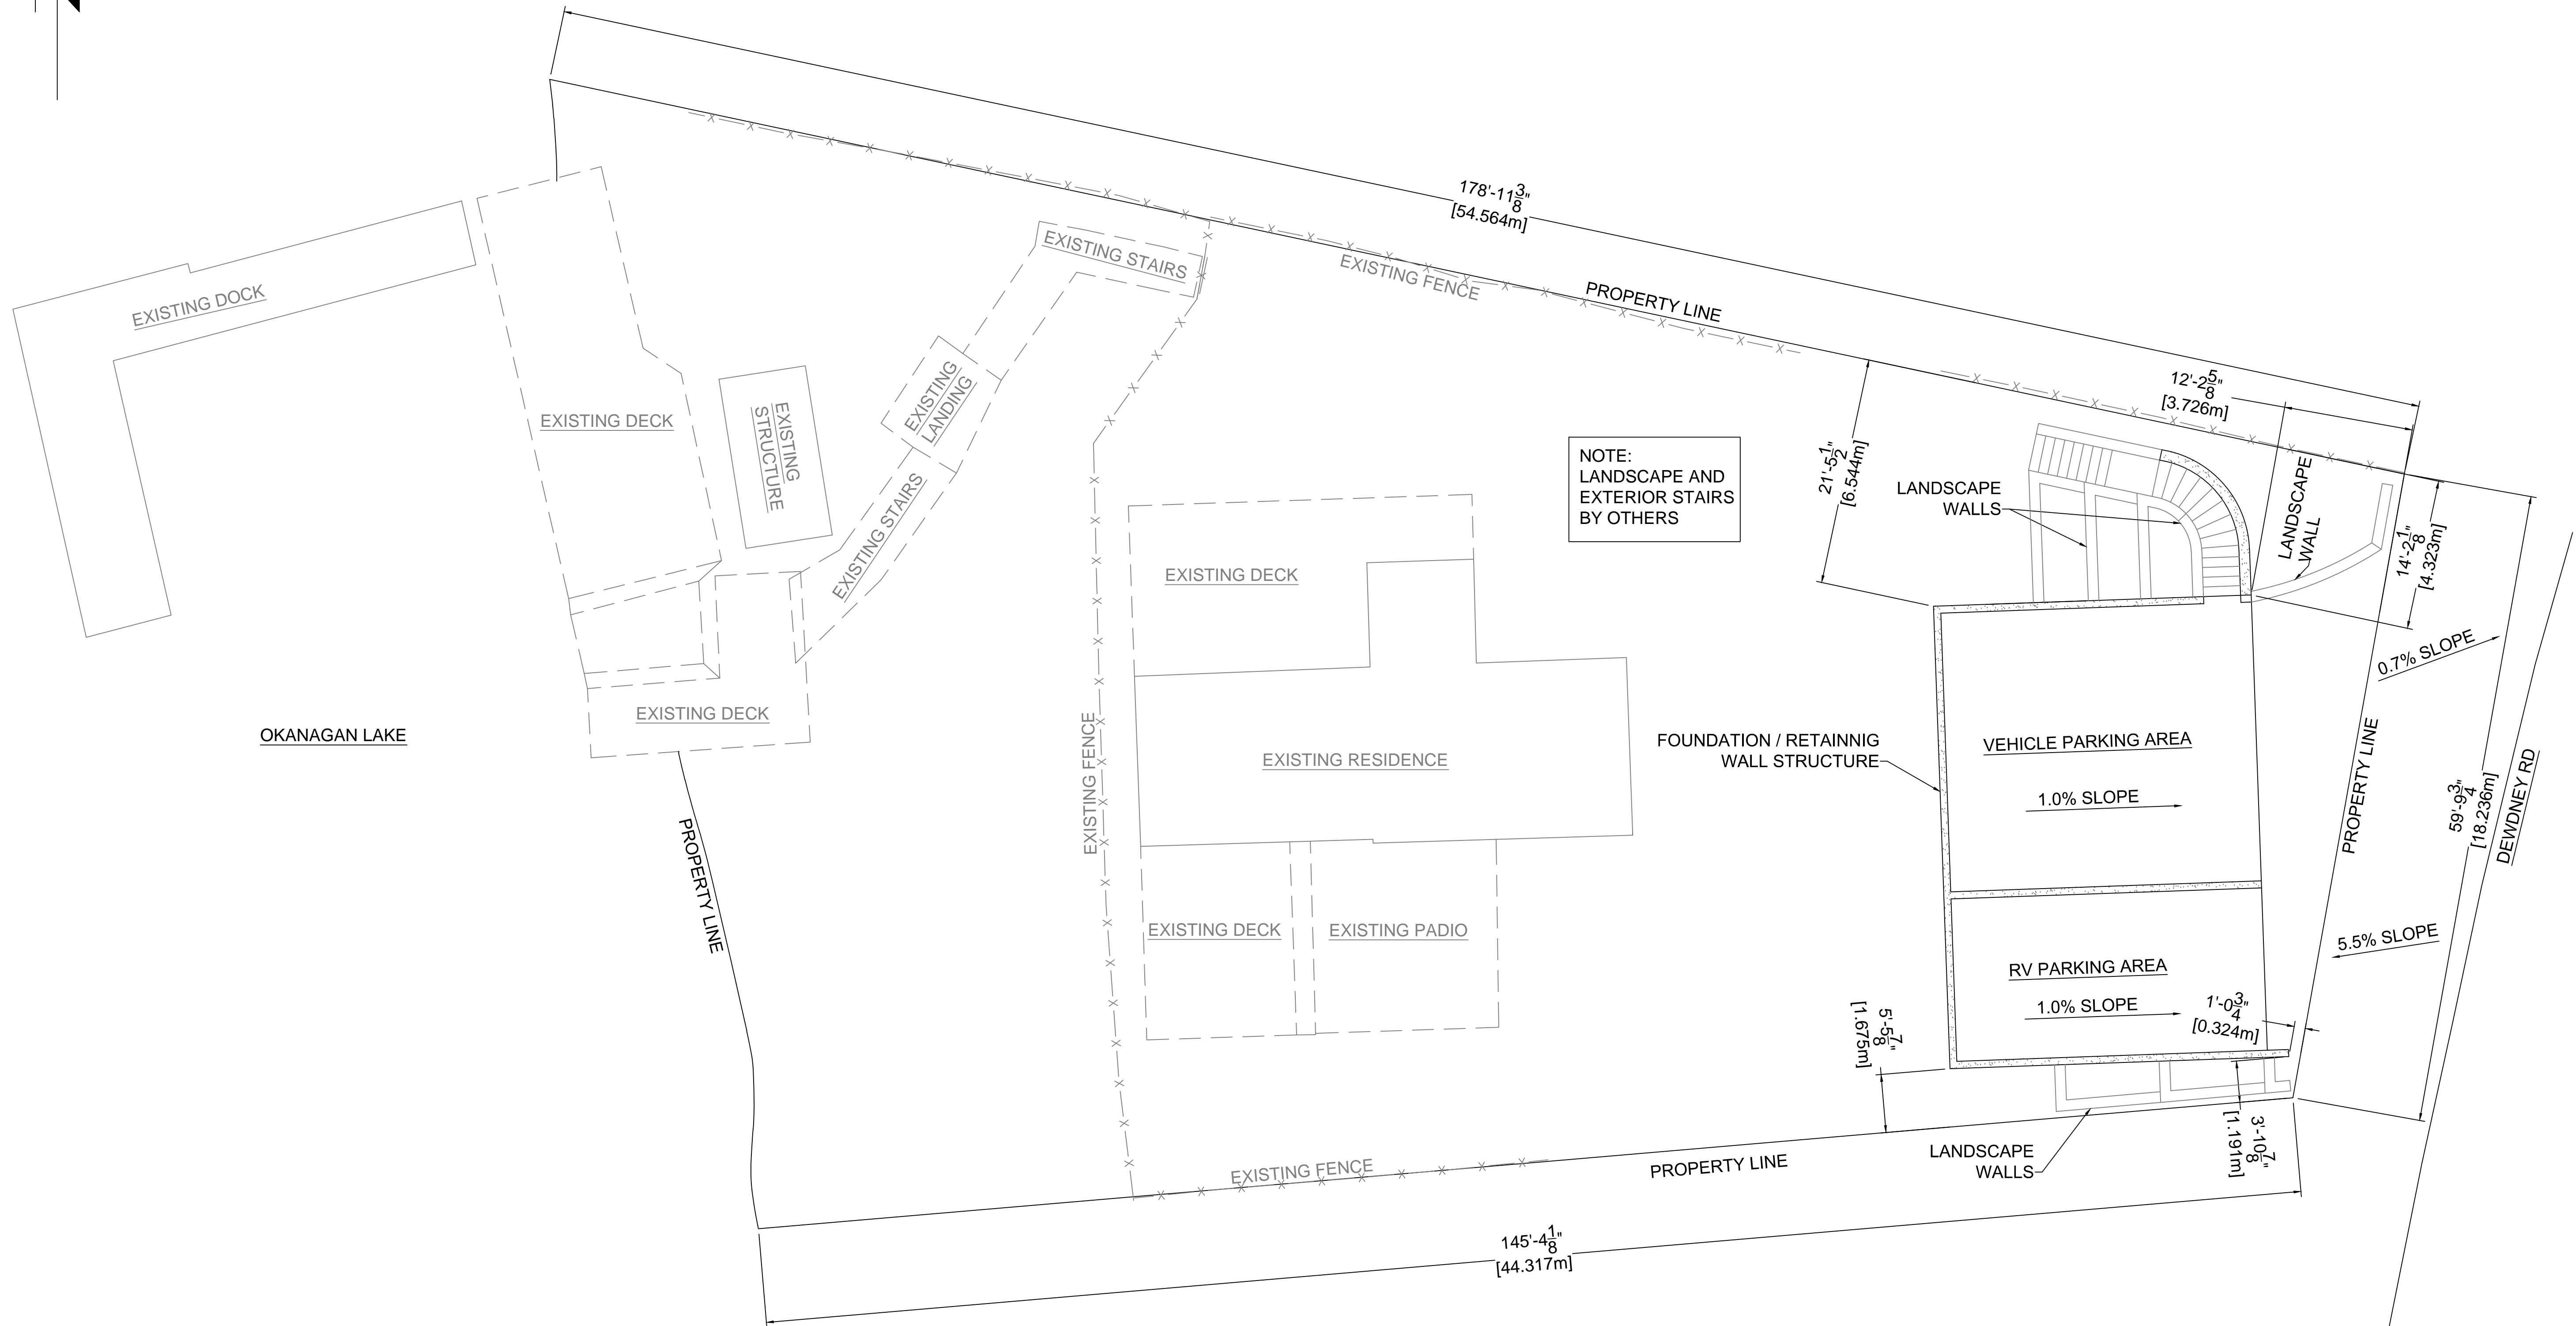 178'-11 3/8"
[54.564m]
EXISTING STAIRS
EXISTING FENCE
PROPERTY LINE
EXISTING DOCK
12'-2 5/8"
[3.726m]
EXISTING
LANDING
EXISTING DECK
EXISTING
STRUCTURE
NOTE:
LANDSCAPE AND
EXTERIOR STAIRS
BY OTHERS
21'-5 1/2"
[6.544m]
LANDSCAPE
WALLS
LANDSCAPE
WALL
14'-2 1/8"
[4.323m]
EXISTING STAIRS
EXISTING DECK
0.7% SLOPE
EXISTING DECK
OKANAGAN LAKE
EXISTING FENCE
EXISTING RESIDENCE
FOUNDATION / RETAINNIG
WALL STRUCTURE
VEHICLE PARKING AREA
1.0% SLOPE
PROPERTY LINE
59'-9 3/4"
[18.236m]
DEWDNEY RD
PROPERTY LINE
EXISTING DECK
EXISTING PADIO
5.5% SLOPE
RV PARKING AREA
1.0% SLOPE
1'-0 3/4"
[0.324m]
5'-5 7/8"
[1.675m]
3'-10 7/8"
[1.191m]
LANDSCAPE
WALLS
EXISTING FENCE
PROPERTY LINE
145'-4 1/8"
[44.317m]